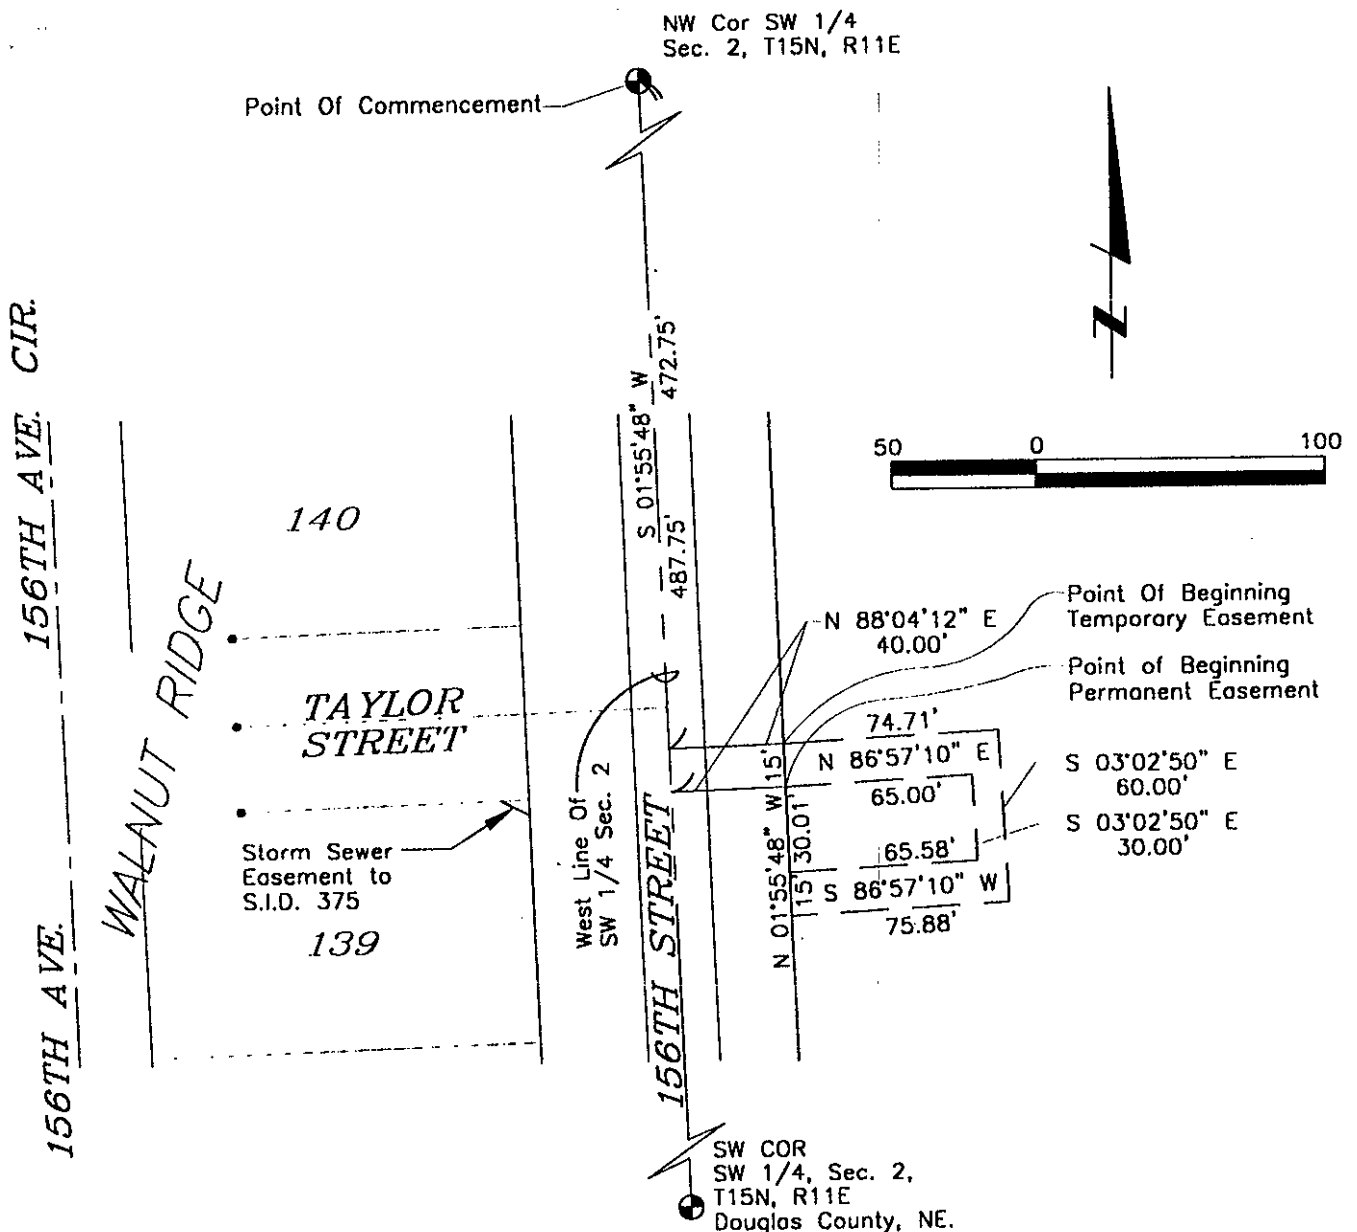 NW Cor SW 1/4
Sec. 2, T15N, R11E
Point Of Commencement
156TH AVE. CIR.
S 01°55'48" W
472.75'
487.75'
50 0 100
140
WALNUT RIDGE
N 88°04'12" E
40.00'
Point Of Beginning
Temporary Easement
Point of Beginning
Permanent Easement
TAYLOR
STREET
74.71'
N 86°57'10" E
65.00'
S 03°02'50" E
60.00'
S 03°02'50" E
30.00'
15'
30.01'
15'
N 01°55'48" W
65.58'
S 86°57'10" W
75.88'
Storm Sewer
Easement to
S.I.D. 375
West Line Of
SW 1/4 Sec. 2
156TH STREET
139
156TH AVE.
N
SW COR
SW 1/4, Sec. 2,
T15N, R11E
Douglas County, NE.